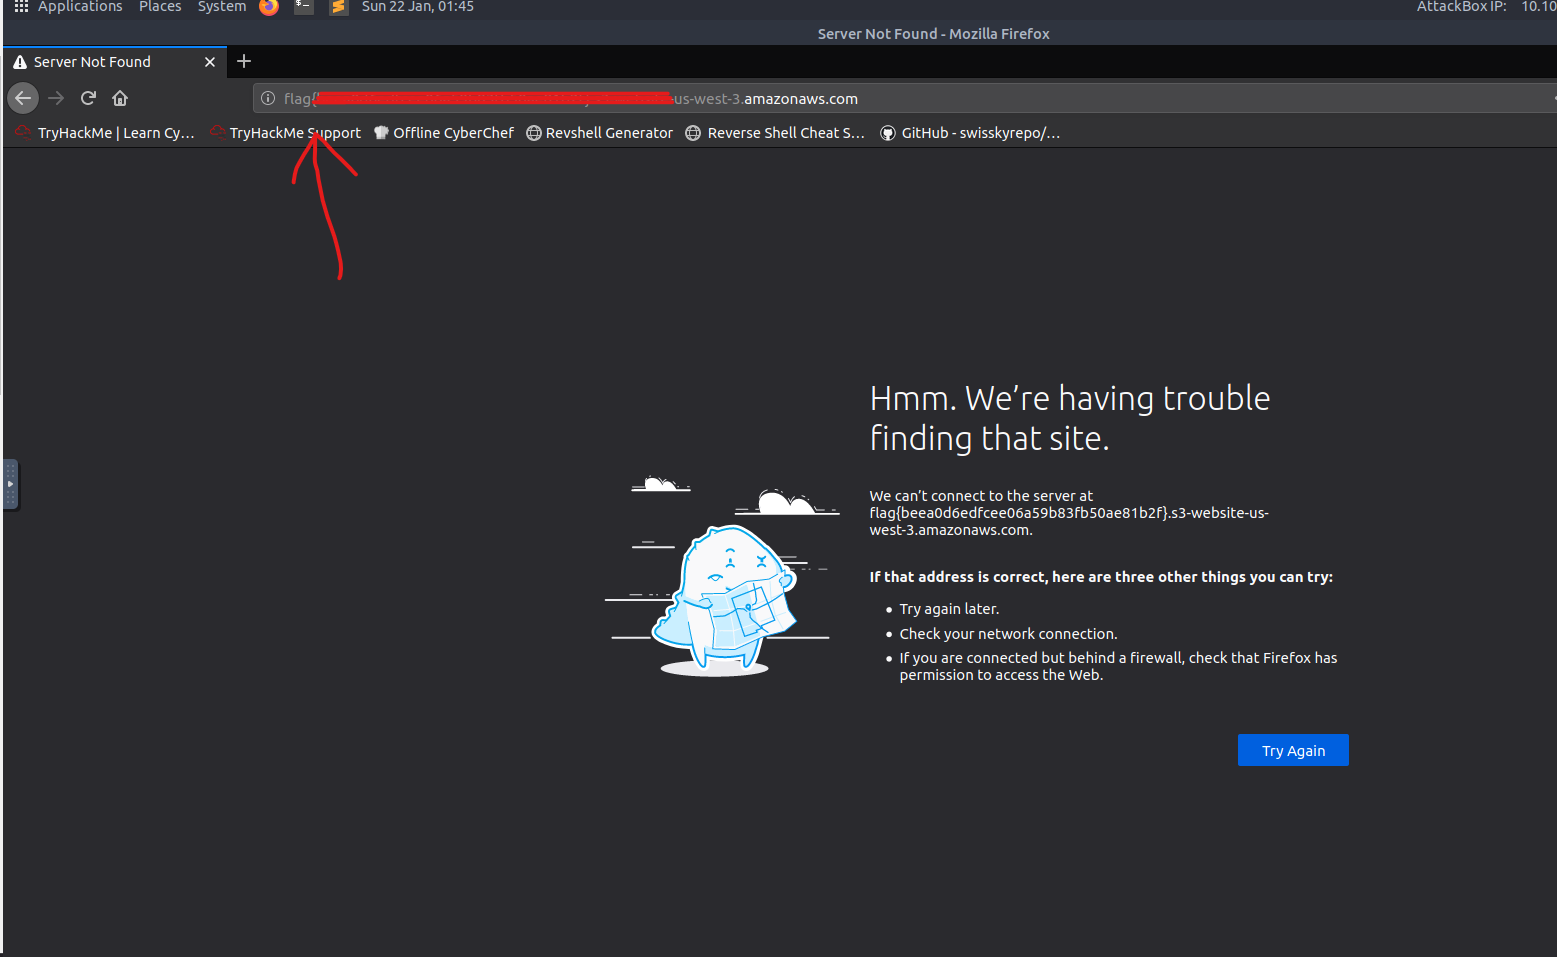 Applications Places System Sun 22 Jan, 01:45 AttackBox IP: 10.10
Server Not Found - Mozilla Firefox
Server Not Found
flag{ us-west-3.amazonaws.com
TryHackMe | Learn Cy… TryHackMe Support Offline CyberChef Revshell Generator Reverse Shell Cheat S… GitHub - swisskyrepo/…
Hmm. We’re having trouble
finding that site.
We can’t connect to the server at
flag{beea0d6edfcee06a59b83fb50ae81b2f}.s3-website-us-
west-3.amazonaws.com.
If that address is correct, here are three other things you can try:
• Try again later.
• Check your network connection.
• If you are connected but behind a firewall, check that Firefox has
permission to access the Web.
Try Again